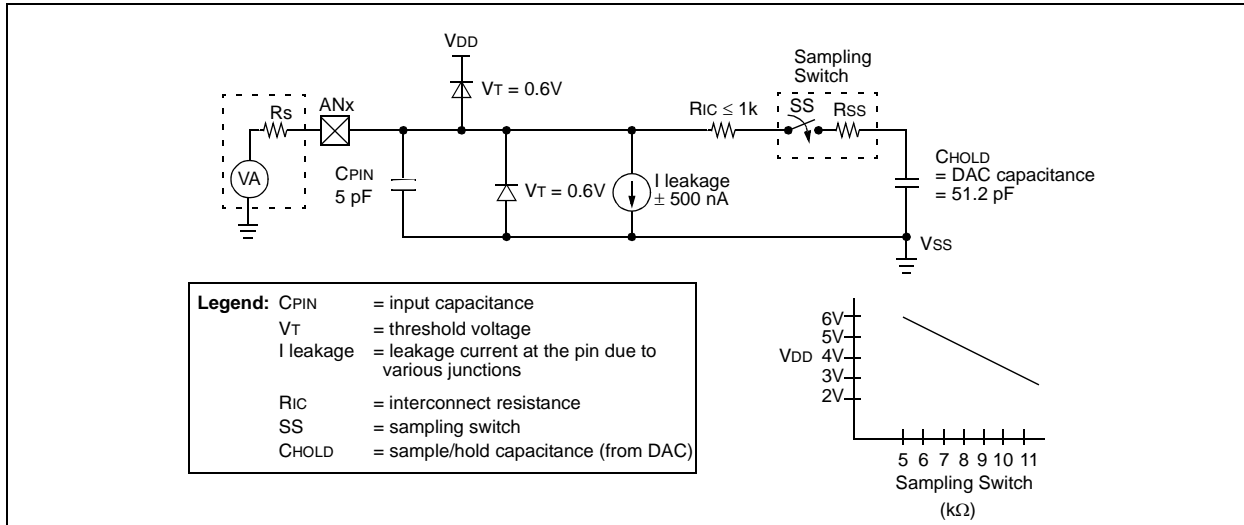 VDD
VT = 0.6V
Sampling
Switch
RS
ANx
RIC ≤ 1k
SS
RSS
VA
CPIN
5 pF
VT = 0.6V
I leakage
± 500 nA
CHOLD
= DAC capacitance
= 51.2 pF
VSS
Legend: CPIN = input capacitance
VT = threshold voltage
I leakage = leakage current at the pin due to
various junctions
RIC = interconnect resistance
SS = sampling switch
CHOLD = sample/hold capacitance (from DAC)
6V
5V
VDD 4V
3V
2V
5 6 7 8 9 10 11
Sampling Switch
(kΩ)